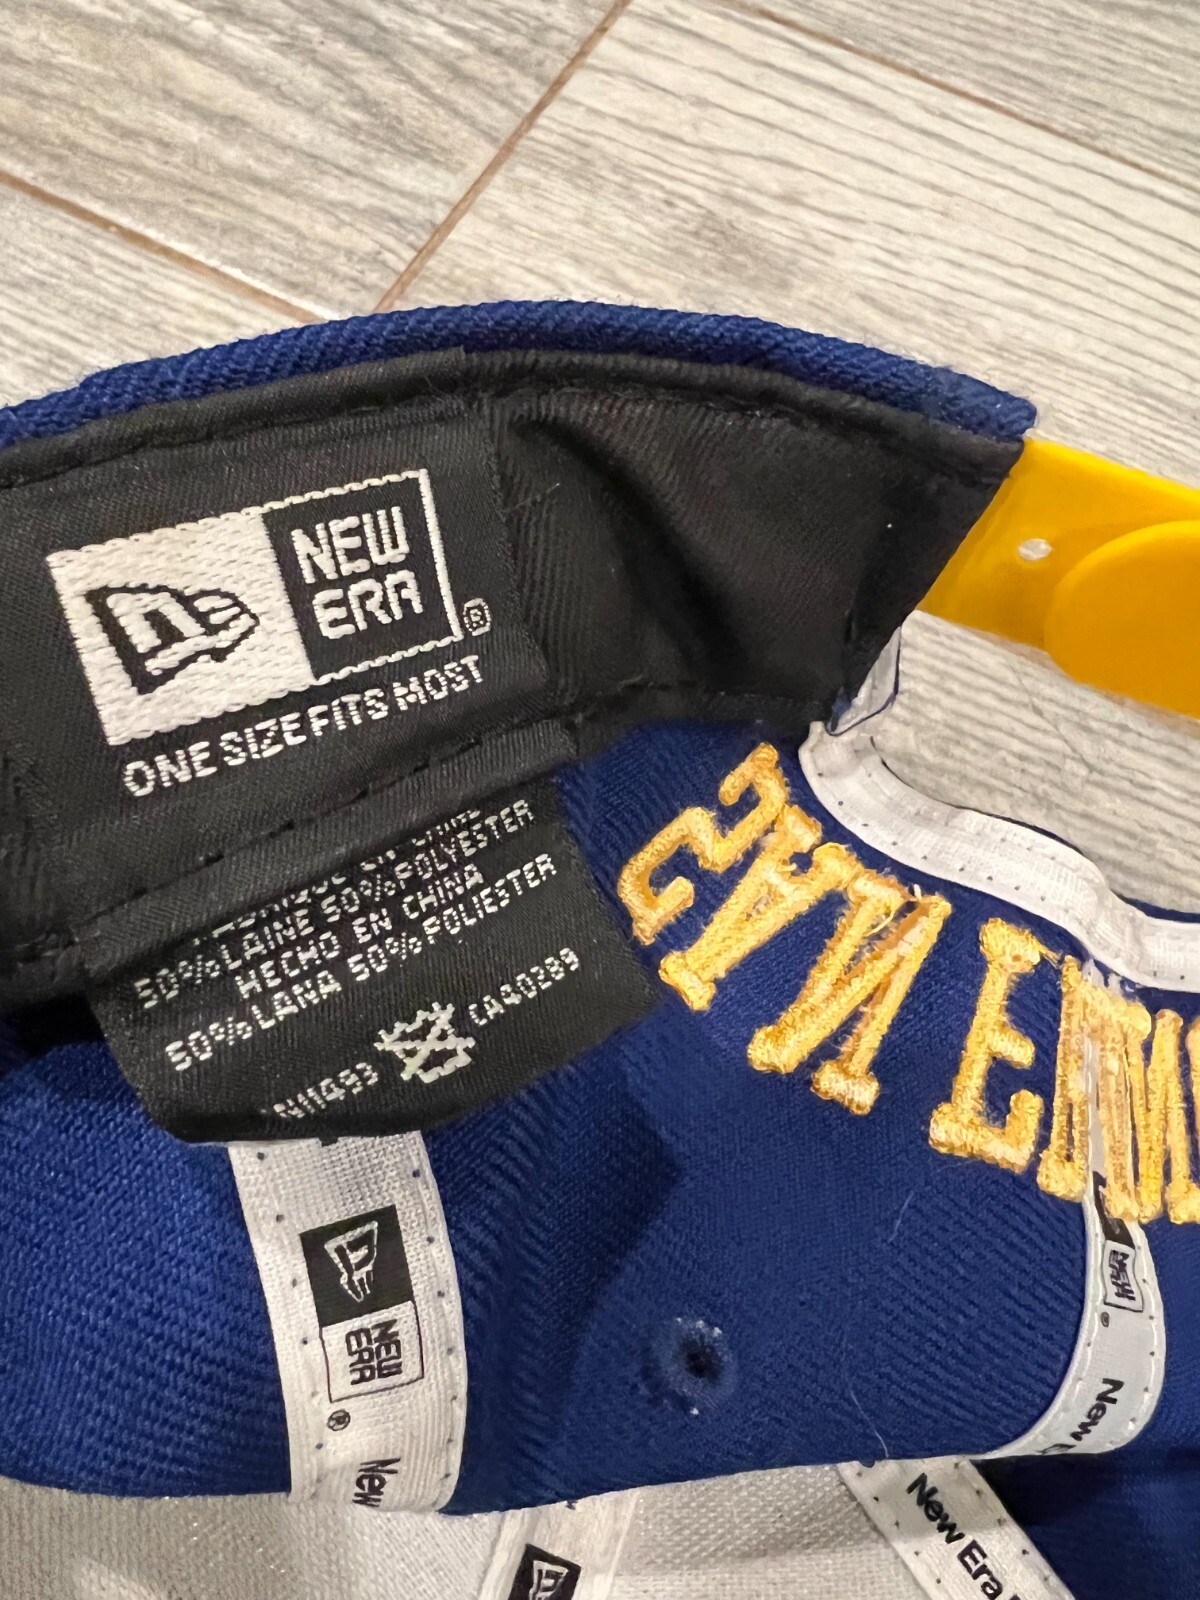 NEW
ERA
®
ONE SIZE FITS MOST
50% LAINE 50% POLYESTER
HECHO EN CHINA
50% LANA 50% POLIESTER
CA40289
NEW
ERA
®
New
NEW
ERA
®
New
New Era